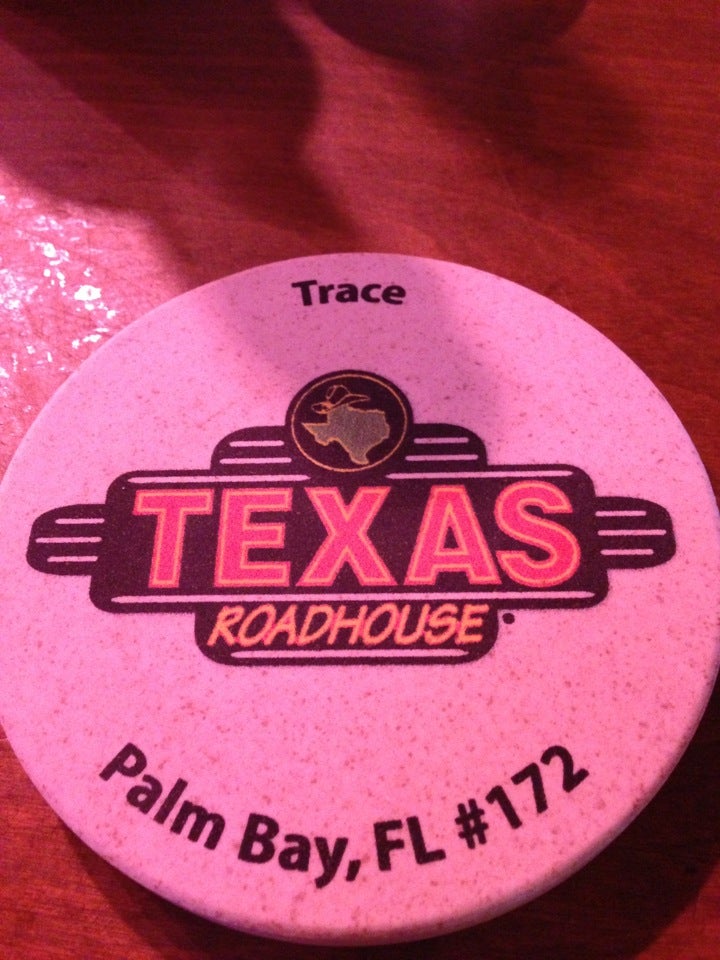 Trace
TEXAS
ROADHOUSE
Palm Bay, FL #172